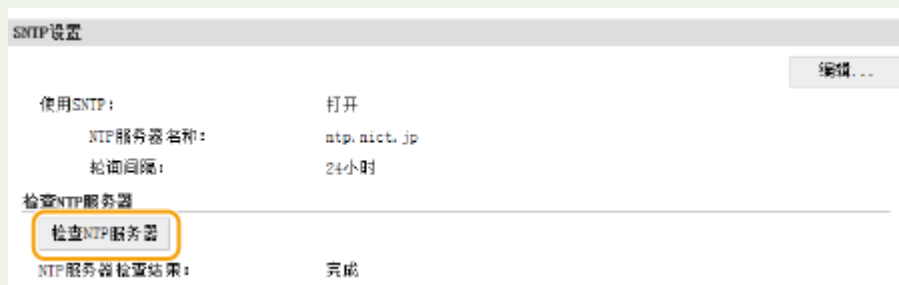 SNTP设置
编辑...
使用SNTP: 打开
NTP服务器名称: ntp.nict.jp
轮询间隔: 24小时
检查NTP服务器
检查NTP服务器
NTP服务器检查结果: 完成